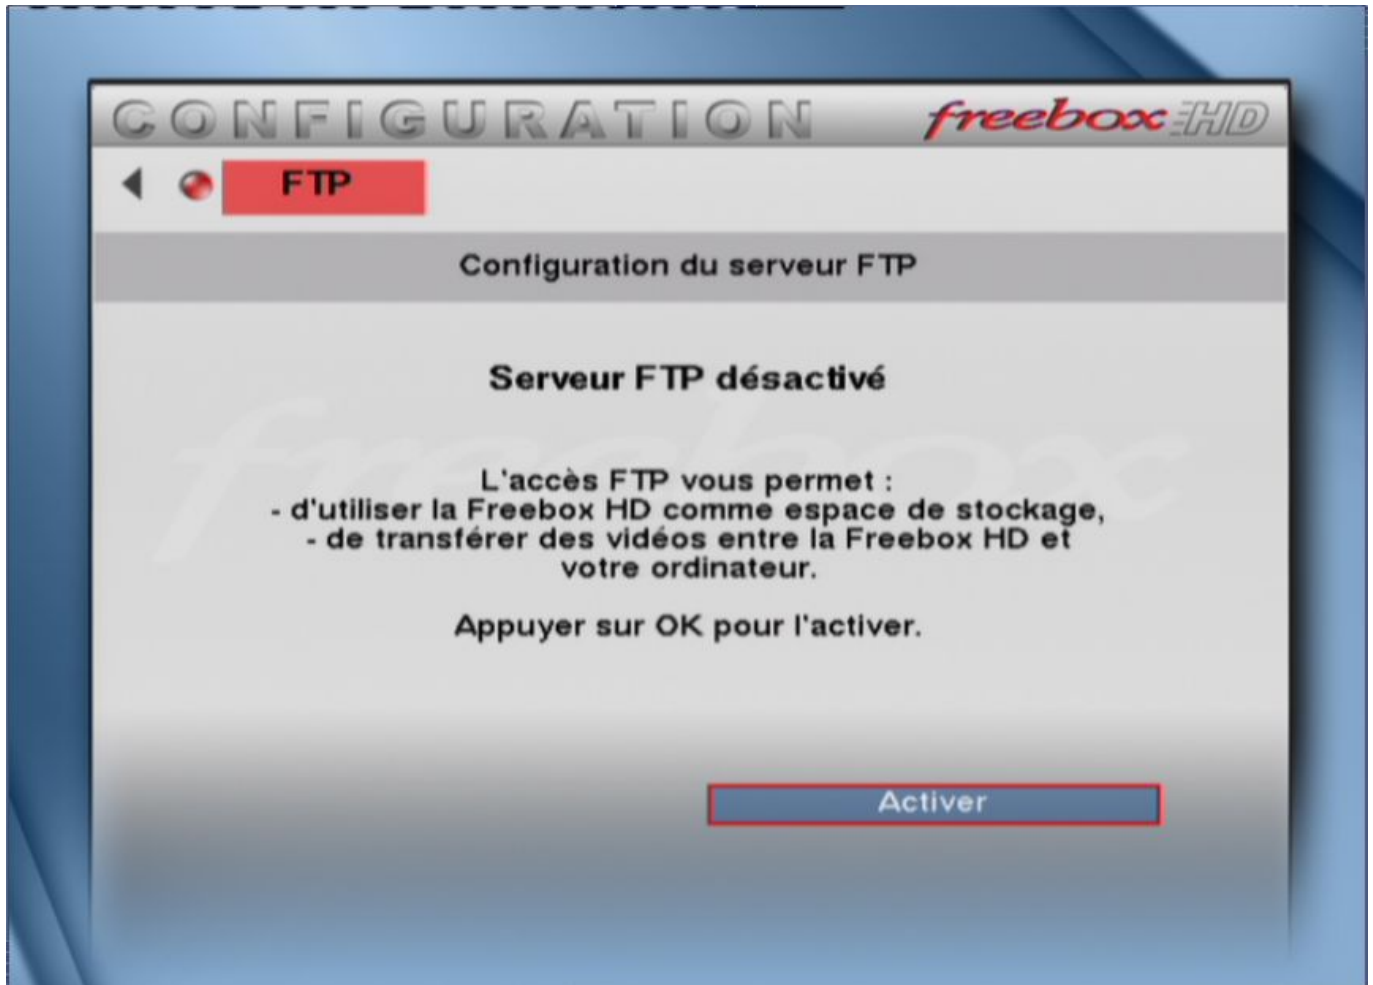 CONFIGURATION freebox HD
FTP
Configuration du serveur FTP
Serveur FTP désactivé
freebox
L'accès FTP vous permet :
- d'utiliser la Freebox HD comme espace de stockage,
- de transférer des vidéos entre la Freebox HD et
votre ordinateur.
Appuyer sur OK pour l'activer.
Activer